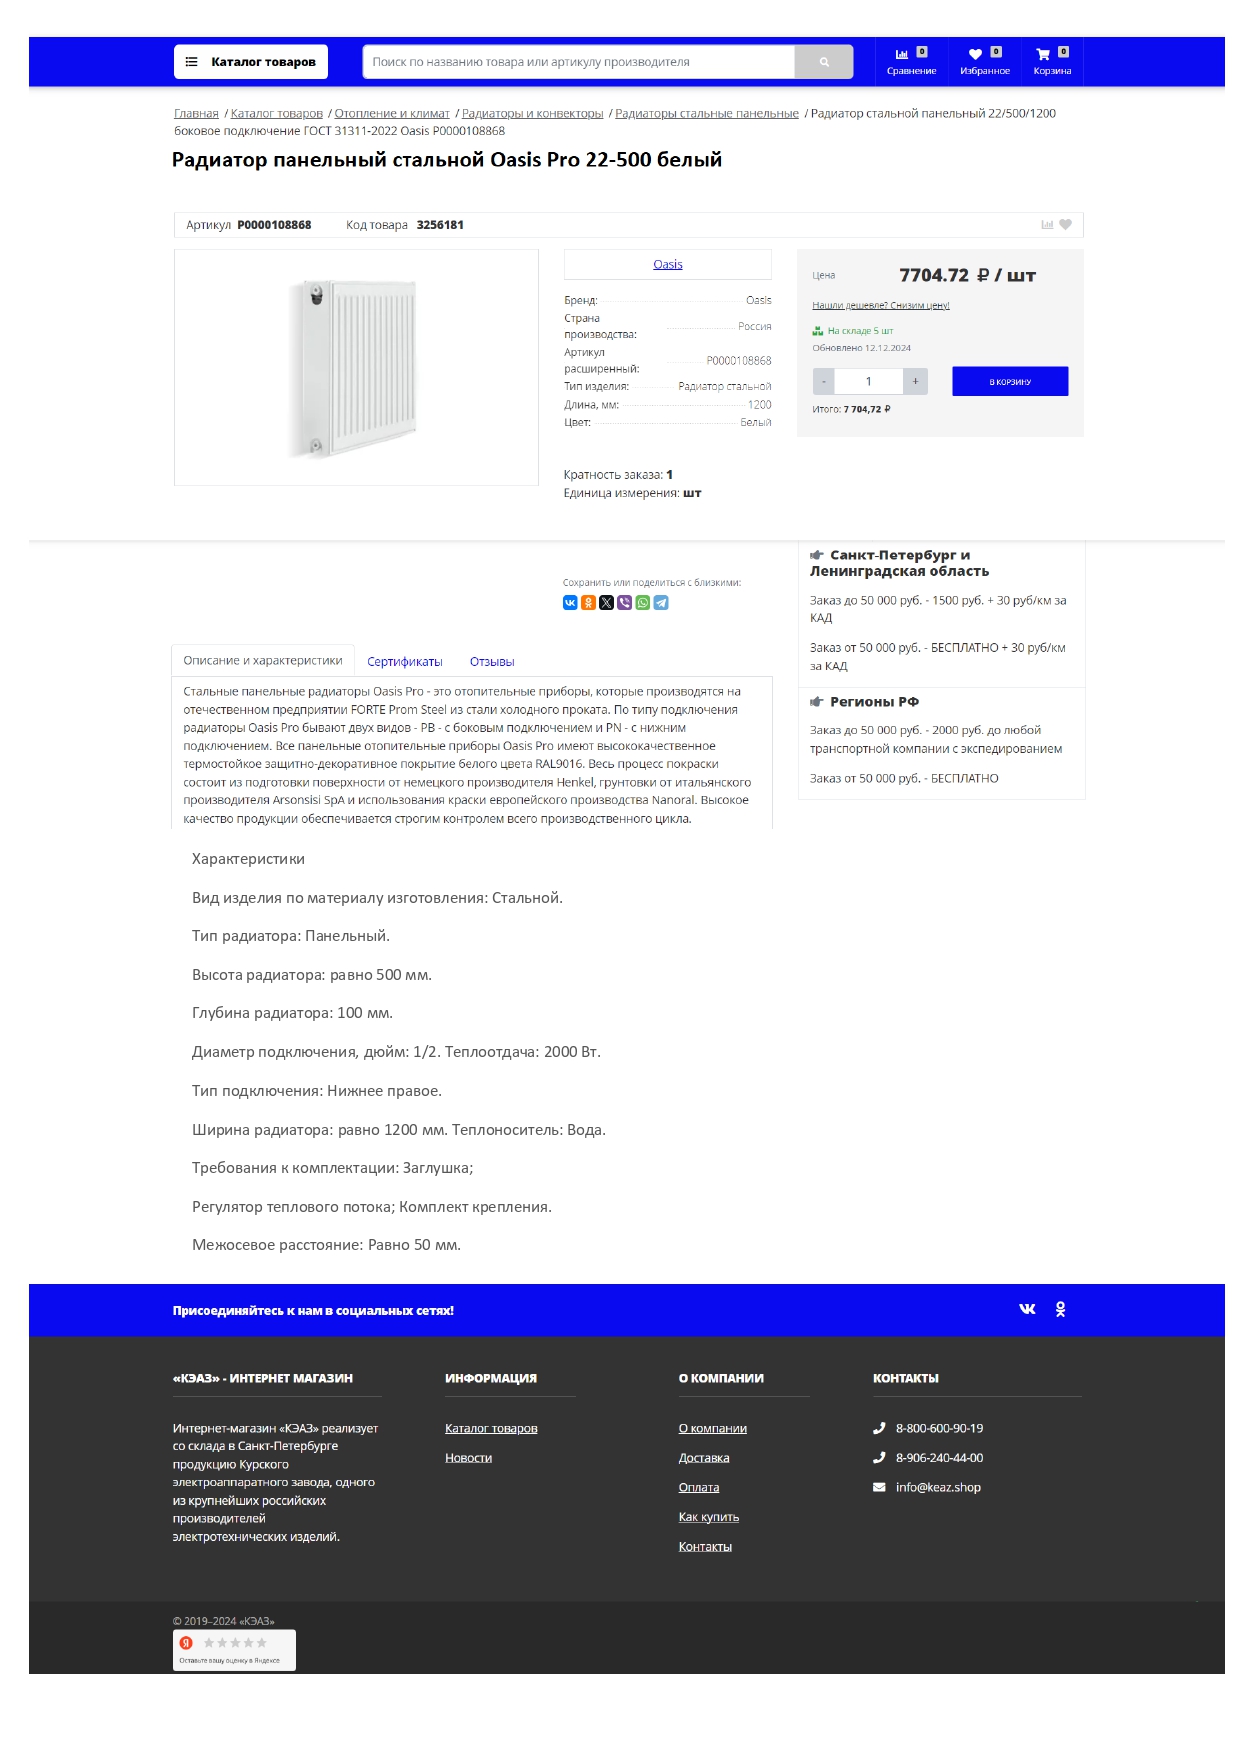 Каталог товаров
Поиск по названию товара или артикулу производителя
0
Сравнение
0
Избранное
0
Корзина
Главная / Каталог товаров / Отопление и климат / Радиаторы и конвекторы / Радиаторы стальные панельные / Радиатор стальной панельный 22/500/1200
боковое подключение ГОСТ 31311-2022 Oasis Р0000108868
Радиатор панельный стальной Oasis Pro 22-500 белый
Артикул Р0000108868 Код товара 3256181
Oasis
Бренд: Oasis
Страна
производства: Россия
Артикул
расширенный: Р0000108868
Тип изделия: Радиатор стальной
Длина, мм: 1200
Цвет: Белый
Кратность заказа: 1
Единица измерения: шт
Цена 7704.72 ₽ / шт
Нашли дешевле? Снизим цену!
На складе 5 шт
Обновлено 12.12.2024
- 1 +
В КОРЗИНУ
Итого: 7 704,72 ₽
Санкт-Петербург и
Ленинградская область
Заказ до 50 000 руб. - 1500 руб. + 30 руб/км за
КАД
Заказ от 50 000 руб. - БЕСПЛАТНО + 30 руб/км
за КАД
Регионы РФ
Заказ до 50 000 руб. - 2000 руб. до любой
транспортной компании с экспедированием
Заказ от 50 000 руб. - БЕСПЛАТНО
Сохранить или поделиться с близкими:
Описание и характеристики Сертификаты Отзывы
Стальные панельные радиаторы Oasis Pro - это отопительные приборы, которые производятся на
отечественном предприятии FORTE Prom Steel из стали холодного проката. По типу подключения
радиаторы Oasis Pro бывают двух видов - PB - с боковым подключением и PN - с нижним
подключением. Все панельные отопительные приборы Oasis Pro имеют высококачественное
термостойкое защитно-декоративное покрытие белого цвета RAL9016. Весь процесс покраски
состоит из подготовки поверхности от немецкого производителя Henkel, грунтовки от итальянского
производителя Arsonsisi SpA и использования краски европейского производства Nanoral. Высокое
качество продукции обеспечивается строгим контролем всего производственного цикла.
Характеристики
Вид изделия по материалу изготовления: Стальной.
Тип радиатора: Панельный.
Высота радиатора: равно 500 мм.
Глубина радиатора: 100 мм.
Диаметр подключения, дюйм: 1/2. Теплоотдача: 2000 Вт.
Тип подключения: Нижнее правое.
Ширина радиатора: равно 1200 мм. Теплоноситель: Вода.
Требования к комплектации: Заглушка;
Регулятор теплового потока; Комплект крепления.
Межосевое расстояние: Равно 50 мм.
Присоединяйтесь к нам в социальных сетях!
«КЭАЗ» - ИНТЕРНЕТ МАГАЗИН
Интернет-магазин «КЭАЗ» реализует
со склада в Санкт-Петербурге
продукцию Курского
электроаппаратного завода, одного
из крупнейших российских
производителей
электротехнических изделий.
ИНФОРМАЦИЯ
Каталог товаров
Новости
О КОМПАНИИ
О компании
Доставка
Оплата
Как купить
Контакты
КОНТАКТЫ
8-800-600-90-19
8-906-240-44-00
info@keaz.shop
© 2019–2024 «КЭАЗ»
Я
Оставьте вашу оценку в Яндексе